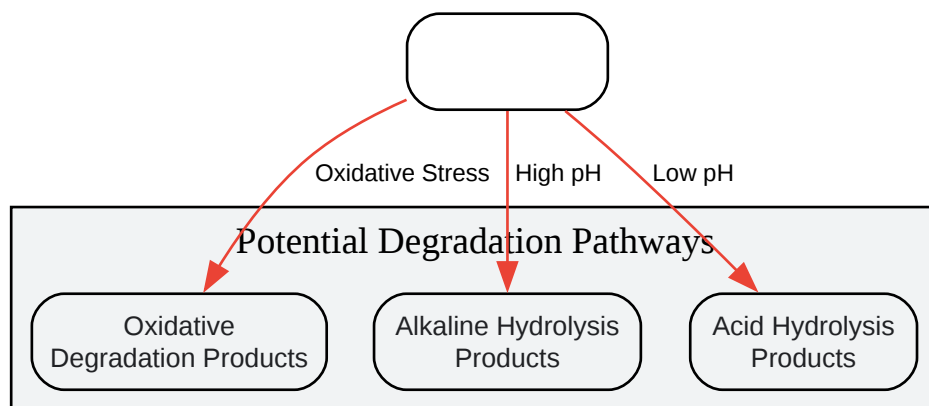 Oxidative Stress
High pH
Low pH
Potential Degradation Pathways
Oxidative
Degradation Products
Alkaline Hydrolysis
Products
Acid Hydrolysis
Products